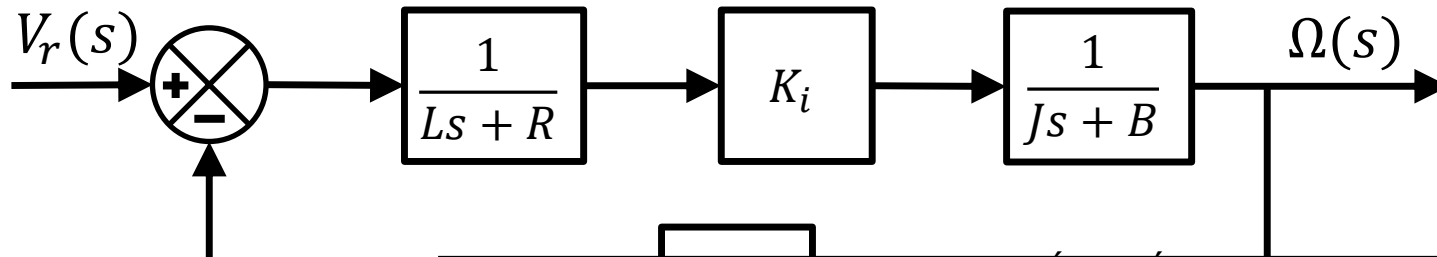 V_r(s)
+
−
1
Ls + R
K_i
1
Js + B
Ω(s)